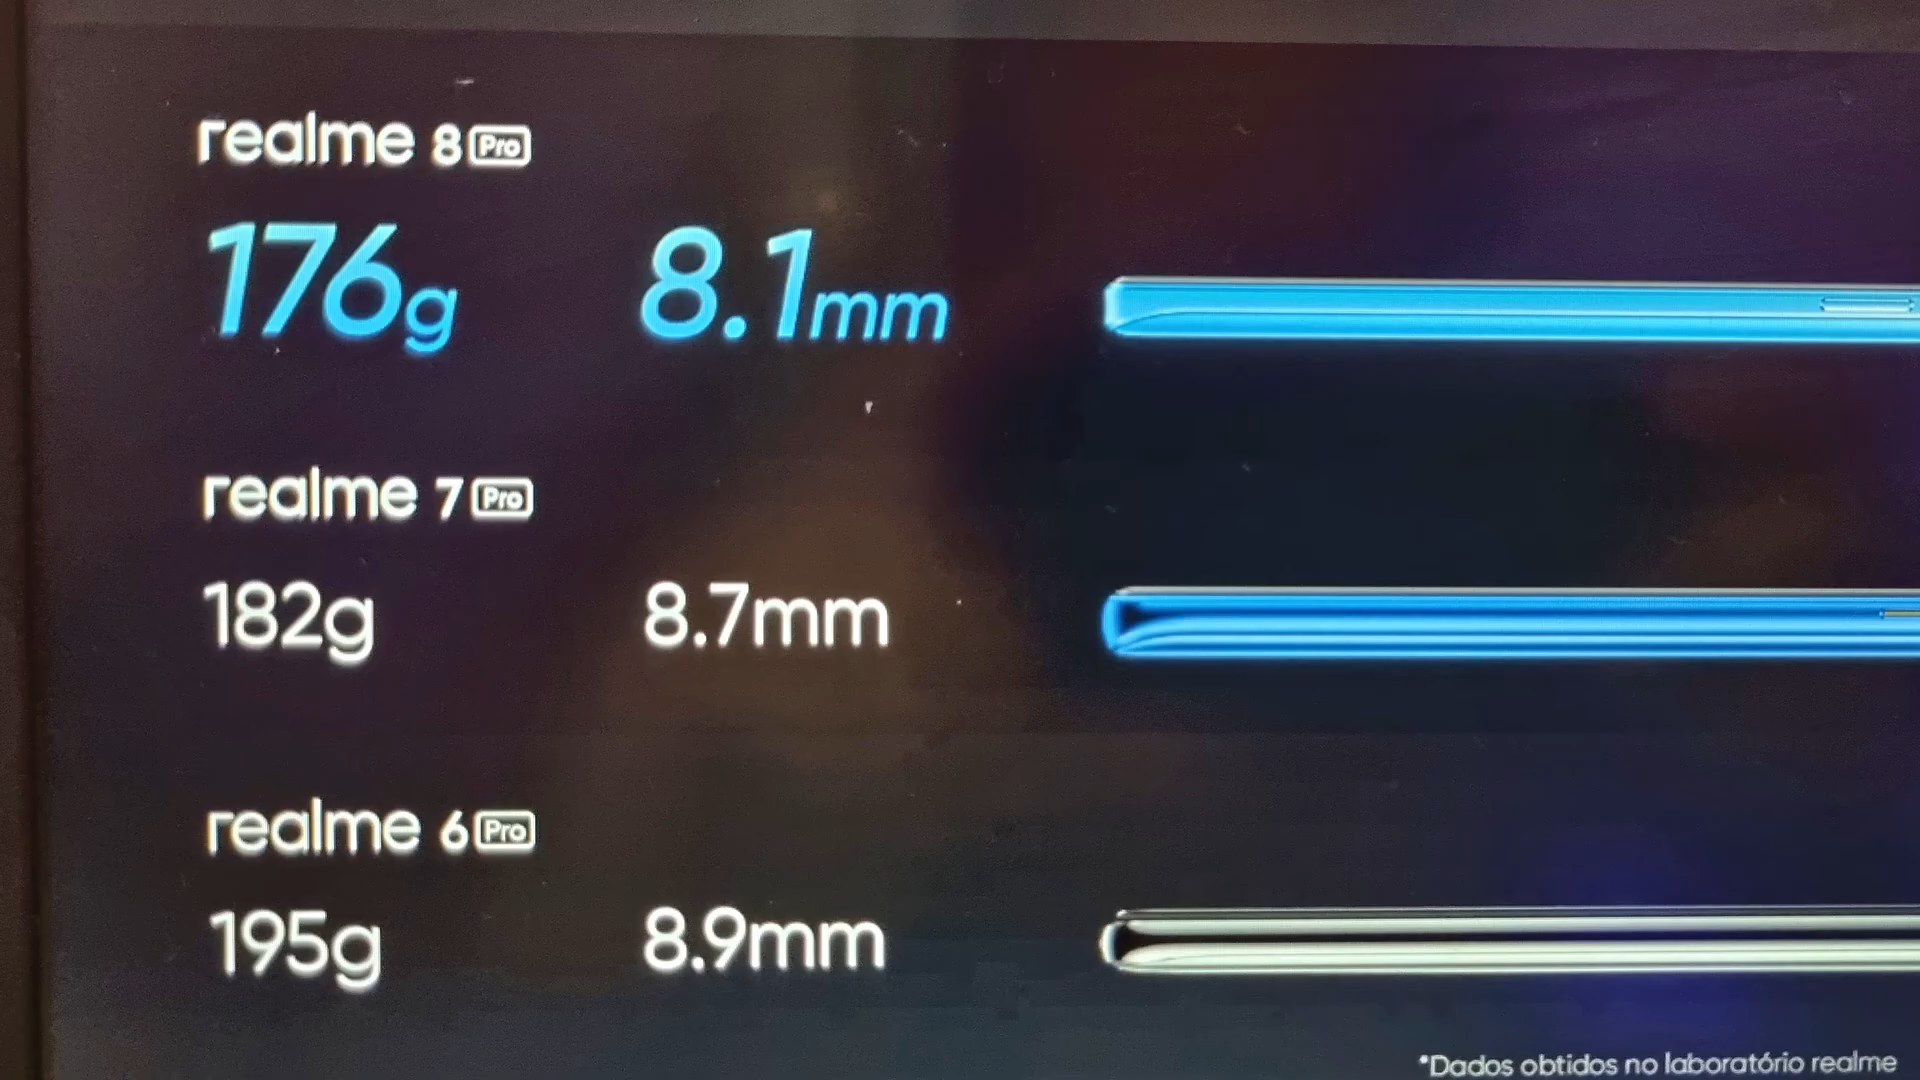 realme 8 Pro
176g 8.1mm
realme 7 Pro
182g 8.7mm
realme 6 Pro
195g 8.9mm
*Dados obtidos no laboratório realme